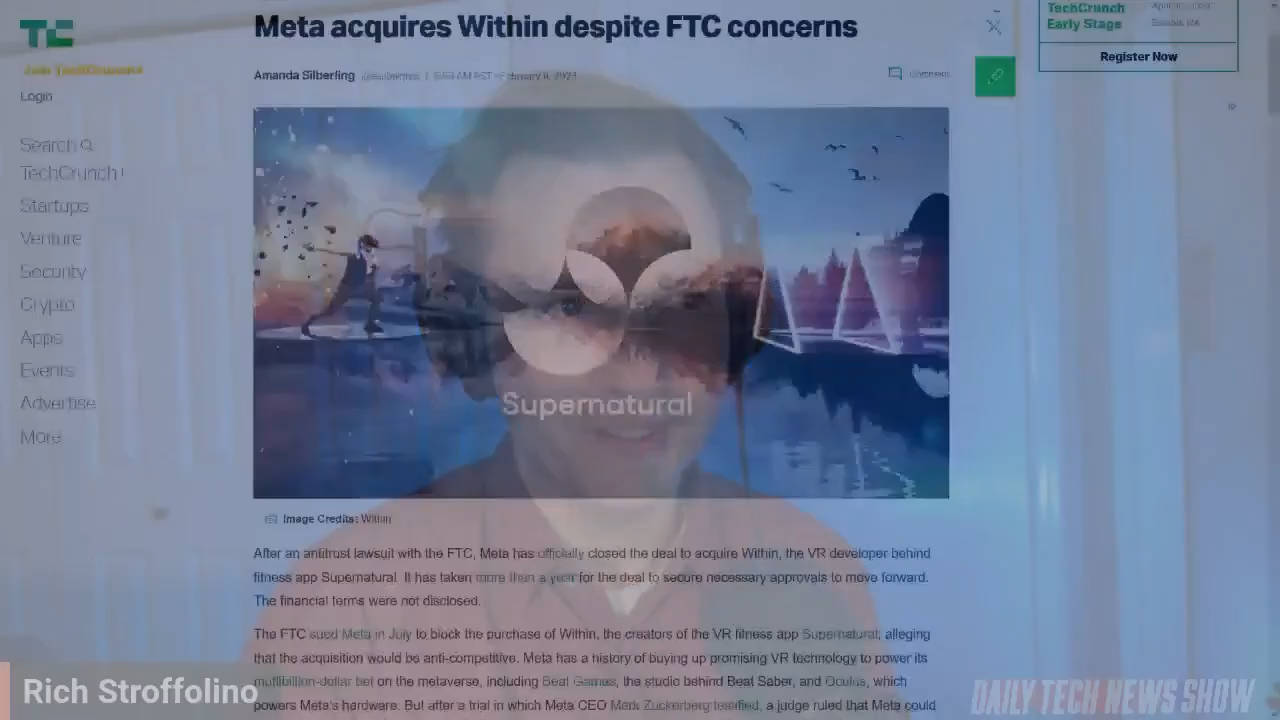 TC
Join TechCrunch+
Login
Search
TechCrunch+
Startups
Venture
Security
Crypto
Apps
Events
Advertise
More
Meta acquires Within despite FTC concerns
Amanda Silberling
Comment
TechCrunch
Early Stage
Register Now
Supernatural
Image Credits: Within
After an antitrust lawsuit with the FTC, Meta has officially closed the deal to acquire Within, the VR developer behind
fitness app Supernatural. It has taken more than a year for the deal to secure necessary approvals to move forward.
The financial terms were not disclosed.
The FTC sued Meta in July to block the purchase of Within, the creators of the VR fitness app Supernatural, alleging
that the acquisition would be anti-competitive. Meta has a history of buying up promising VR technology to power its
multibillion-dollar bet on the metaverse, including Beat Games, the studio behind Beat Saber, and Oculus, which
powers Meta's hardware. But after a trial in which Meta CEO Mark Zuckerberg testified, a judge ruled that Meta could
Rich Stroffolino
DAILY TECH NEWS SHOW